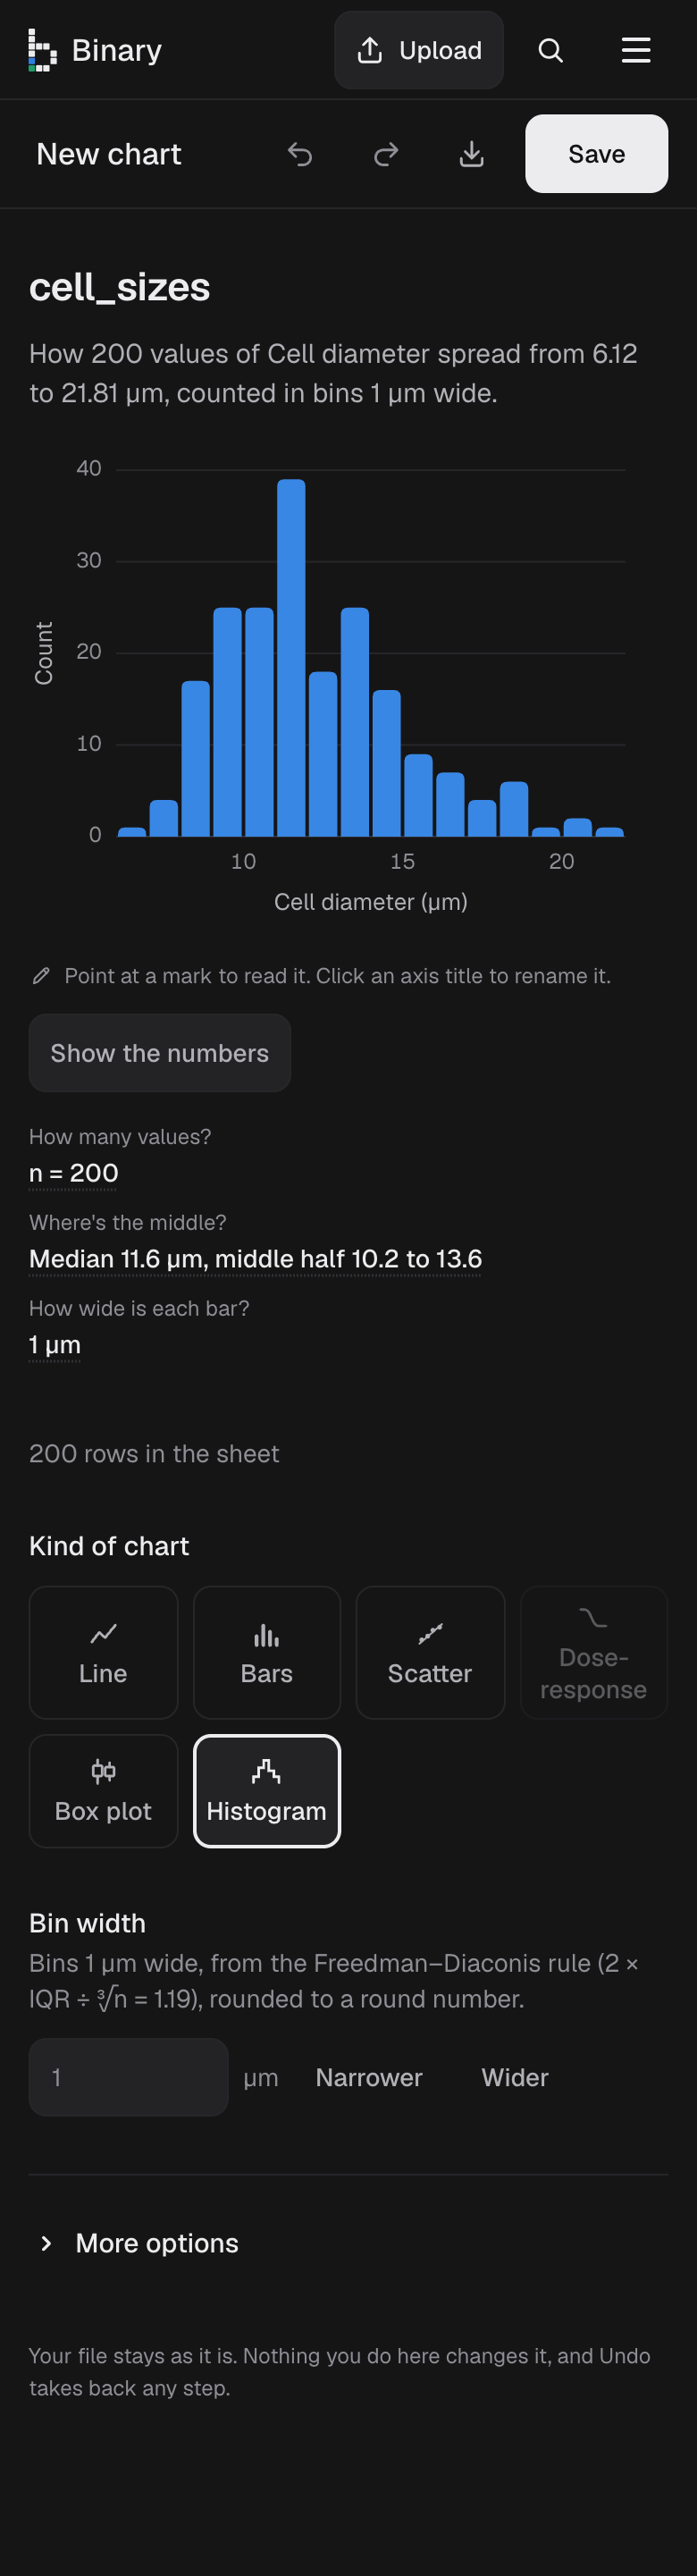 Binary
Upload
New chart
Save
cell_sizes
How 200 values of Cell diameter spread from 6.12
to 21.81 µm, counted in bins 1 µm wide.
40
30
20
10
0
Count
10 15 20
Cell diameter (µm)
Point at a mark to read it. Click an axis title to rename it.
Show the numbers
How many values?
n = 200
Where's the middle?
Median 11.6 µm, middle half 10.2 to 13.6
How wide is each bar?
1 µm
200 rows in the sheet
Kind of chart
Line
Bars
Scatter
Dose-
response
Box plot
Histogram
Bin width
Bins 1 µm wide, from the Freedman–Diaconis rule (2 ×
IQR ÷ ∛n = 1.19), rounded to a round number.
1 µm Narrower Wider
More options
Your file stays as it is. Nothing you do here changes it, and Undo
takes back any step.